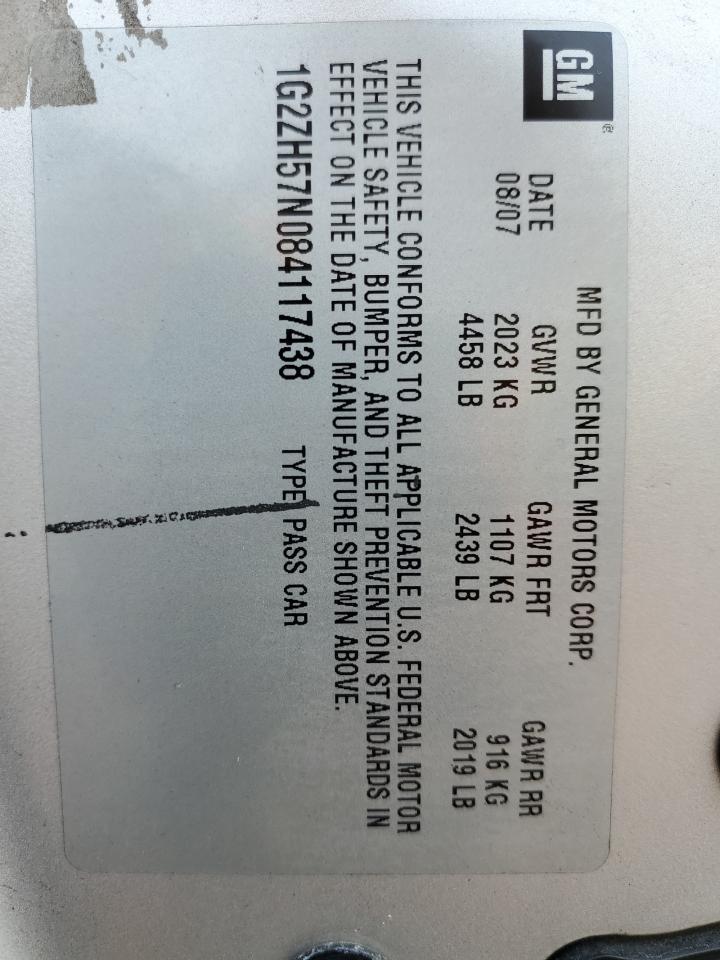 GM
MFD BY GENERAL MOTORS CORP.
DATE GVWR GAWR FRT GAWR RR
08/07 2023 KG 1107 KG 916 KG
4458 LB 2439 LB 2019 LB
THIS VEHICLE CONFORMS TO ALL APPLICABLE U.S. FEDERAL MOTOR
VEHICLE SAFETY, BUMPER, AND THEFT PREVENTION STANDARDS IN
EFFECT ON THE DATE OF MANUFACTURE SHOWN ABOVE.
1G2ZH57N084117438 TYPE PASS CAR